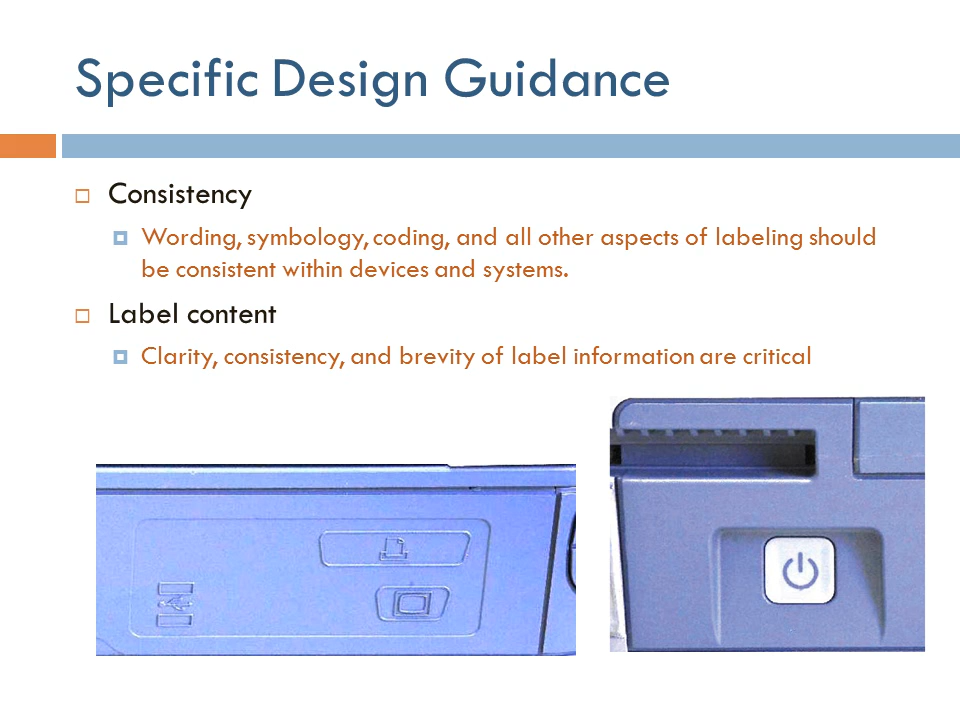 Specific Design Guidance
Consistency
Wording, symbology, coding, and all other aspects of labeling should
be consistent within devices and systems.
Label content
Clarity, consistency, and brevity of label information are critical